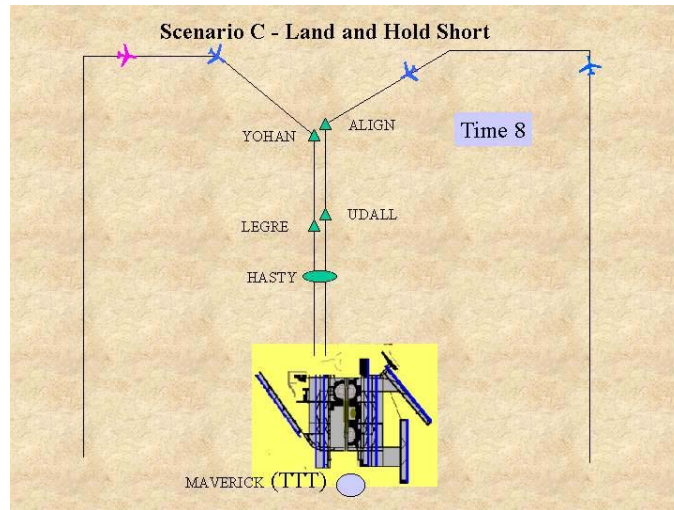 Scenario C - Land and Hold Short
ALIGN
YOHAN
Time 8
UDALL
LEGRE
HASTY
MAVERICK (TTT)